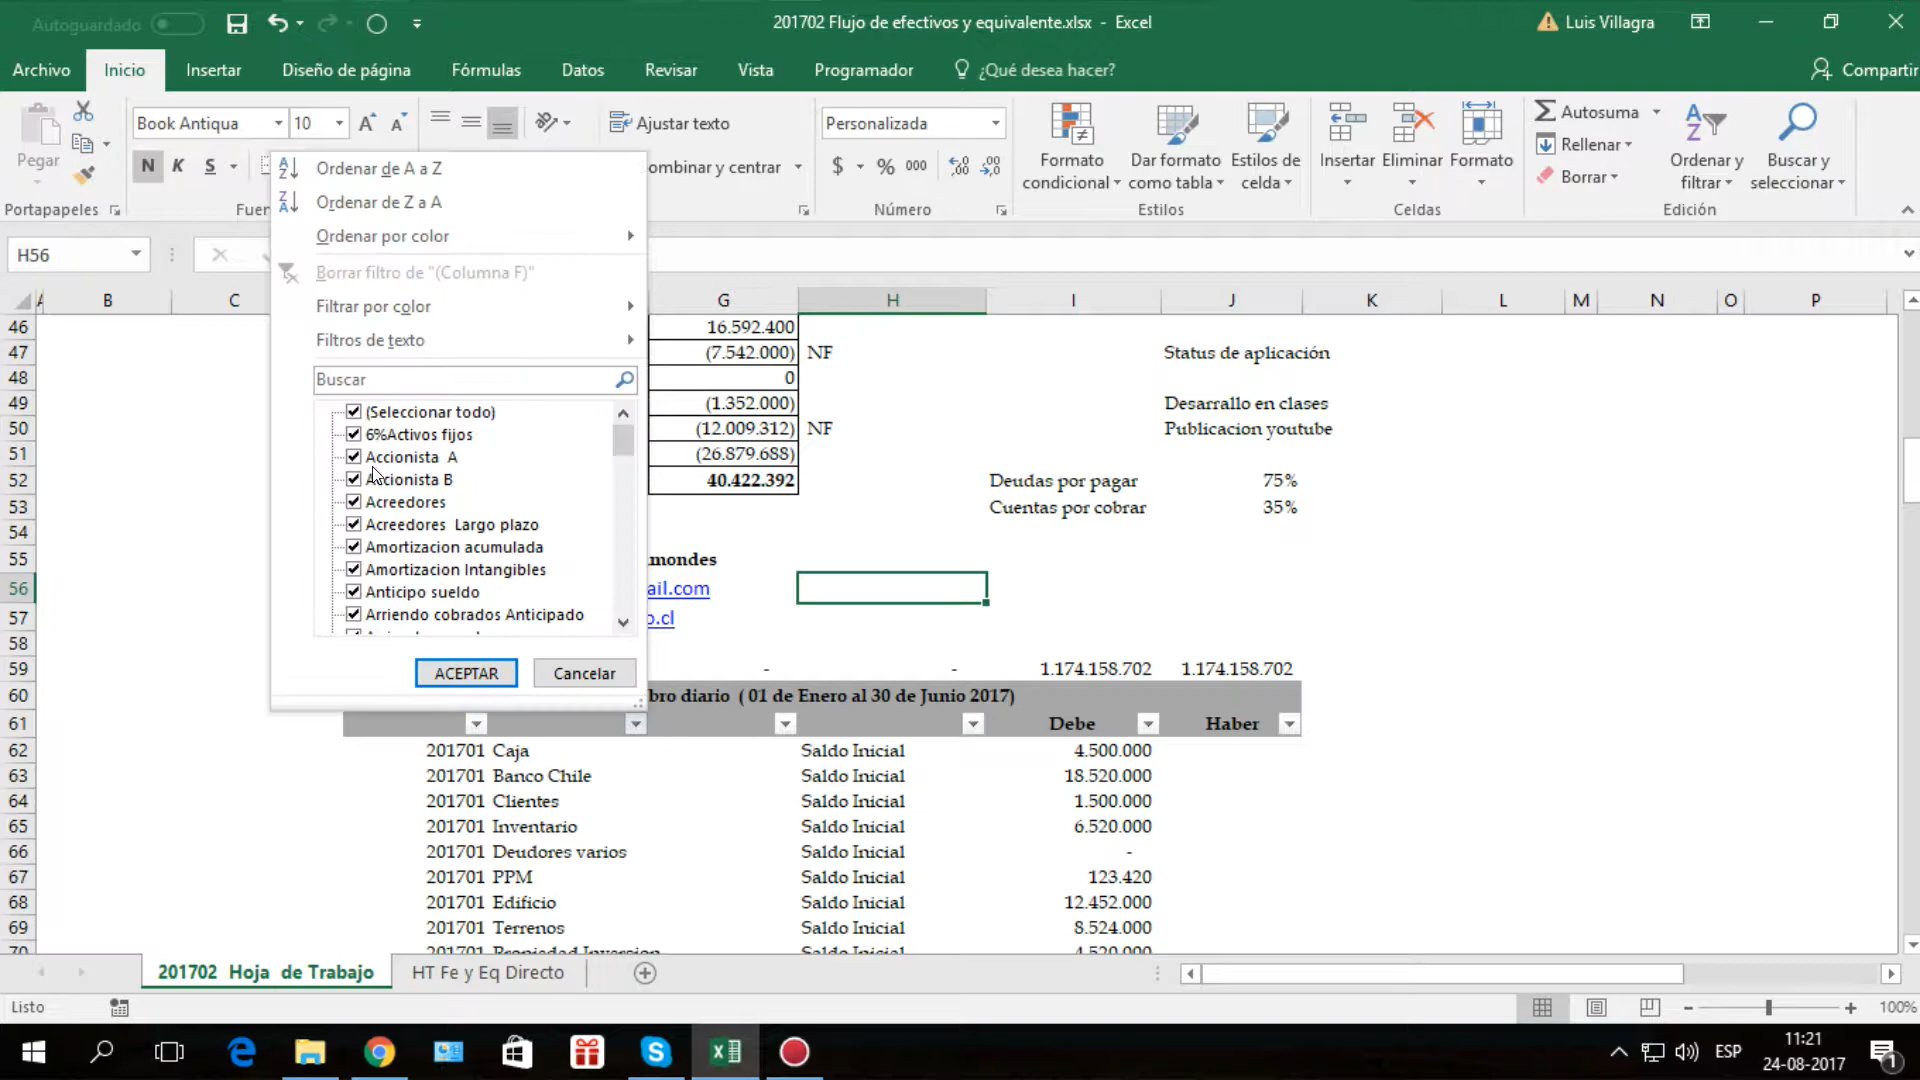 Autoguardado
201702 Flujo de efectivos y equivalente.xlsx - Excel
Luis Villagra
Archivo Inicio Insertar Diseño de página Fórmulas Datos Revisar Vista Programador ¿Qué desea hacer? Compartir
Pegar
Portapapeles
Book Antiqua 10
N K S
Fuen
Ajustar texto
ombinar y centrar
Personalizada
$ % 000
Número
Formato condicional
Dar formato como tabla
Estilos de celda
Estilos
Insertar Eliminar Formato
Celdas
Autosuma
Rellenar
Borrar
Ordenar y filtrar
Buscar y seleccionar
Edición
H56
Ordenar de A a Z
Ordenar de Z a A
Ordenar por color
Borrar filtro de "(Columna F)"
Filtrar por color
Filtros de texto
Buscar
(Seleccionar todo)
6%Activos fijos
Accionista A
Accionista B
Acreedores
Acreedores Largo plazo
Amortizacion acumulada
Amortizacion Intangibles
Anticipo sueldo
Arriendo cobrados Anticipado
ACEPTAR Cancelar
B C G H I J K L M N O P
46 16.592.400
47 (7.542.000) NF Status de aplicación
48 0
49 (1.352.000) Desarrollo en clases
50 (12.009.312) NF Publicacion youtube
51 (26.879.688)
52 40.422.392 Deudas por pagar 75%
53 Cuentas por cobrar 35%
54
55 mondes
56 ail.com
57 o.cl
58
59 - - 1.174.158.702 1.174.158.702
60 bro diario ( 01 de Enero al 30 de Junio 2017)
61 Debe Haber
62 201701 Caja Saldo Inicial 4.500.000
63 201701 Banco Chile Saldo Inicial 18.520.000
64 201701 Clientes Saldo Inicial 1.500.000
65 201701 Inventario Saldo Inicial 6.520.000
66 201701 Deudores varios Saldo Inicial -
67 201701 PPM Saldo Inicial 123.420
68 201701 Edificio Saldo Inicial 12.452.000
69 201701 Terrenos Saldo Inicial 8.524.000
70 201701 Propiedad Inversion Saldo Inicial 4.520.000
201702 Hoja de Trabajo HT Fe y Eq Directo
Listo 100%
ESP
11:21
24-08-2017
1